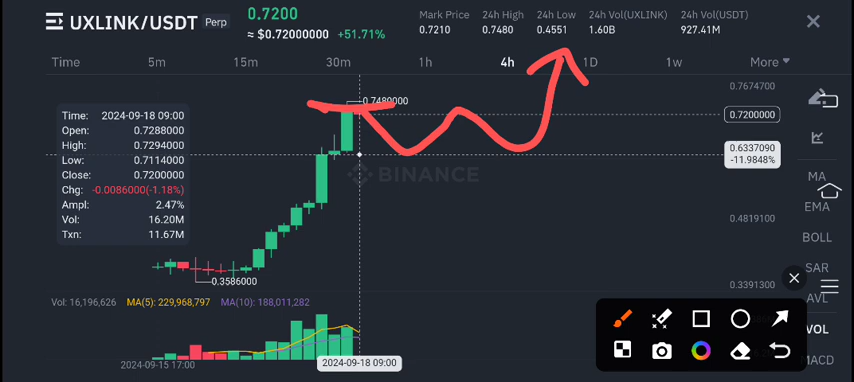 UXLINK/USDT Perp
0.7200
≈ $0.72000000 +51.71%
Mark Price 24h High 24h Low 24h Vol(UXLINK) 24h Vol(USDT)
0.7210 0.7480 0.4551 1.60B 927.41M
Time 5m 15m 30m 1h 4h 1D 1w More
0.7674700
0.7480000
0.7200000
Time: 2024-09-18 09:00
Open: 0.7288000
High: 0.7294000
Low: 0.7114000
Close: 0.7200000
Chg: -0.0086000(-1.18%)
Ampl: 2.47%
Vol: 16.20M
Txn: 11.67M
0.6337090
-11.9848%
BINANCE
0.4819100
0.3586000
0.3391300
MA
EMA
BOLL
SAR
AVL
VOL
MACD
Vol: 16,196,626 MA(5): 229,968,797 MA(10): 188,011,282
2024-09-15 17:00
2024-09-18 09:00